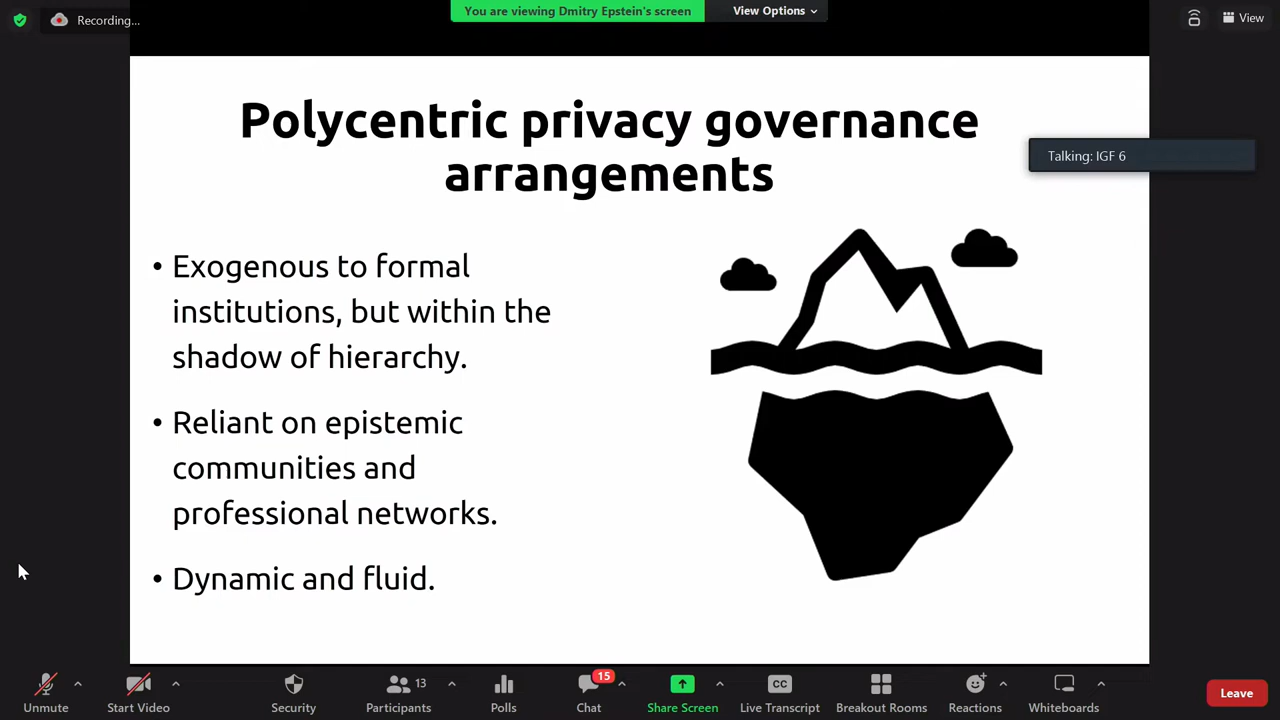 You are viewing Dmitry Epstein's screen
View Options
Recording...
View
Polycentric privacy governance
arrangements
Talking: IGF 6
• Exogenous to formal
institutions, but within the
shadow of hierarchy.
• Reliant on epistemic
communities and
professional networks.
• Dynamic and fluid.
Unmute
Start Video
Security
13
Participants
Polls
15
Chat
Share Screen
CC
Live Transcript
Breakout Rooms
Reactions
Whiteboards
Leave